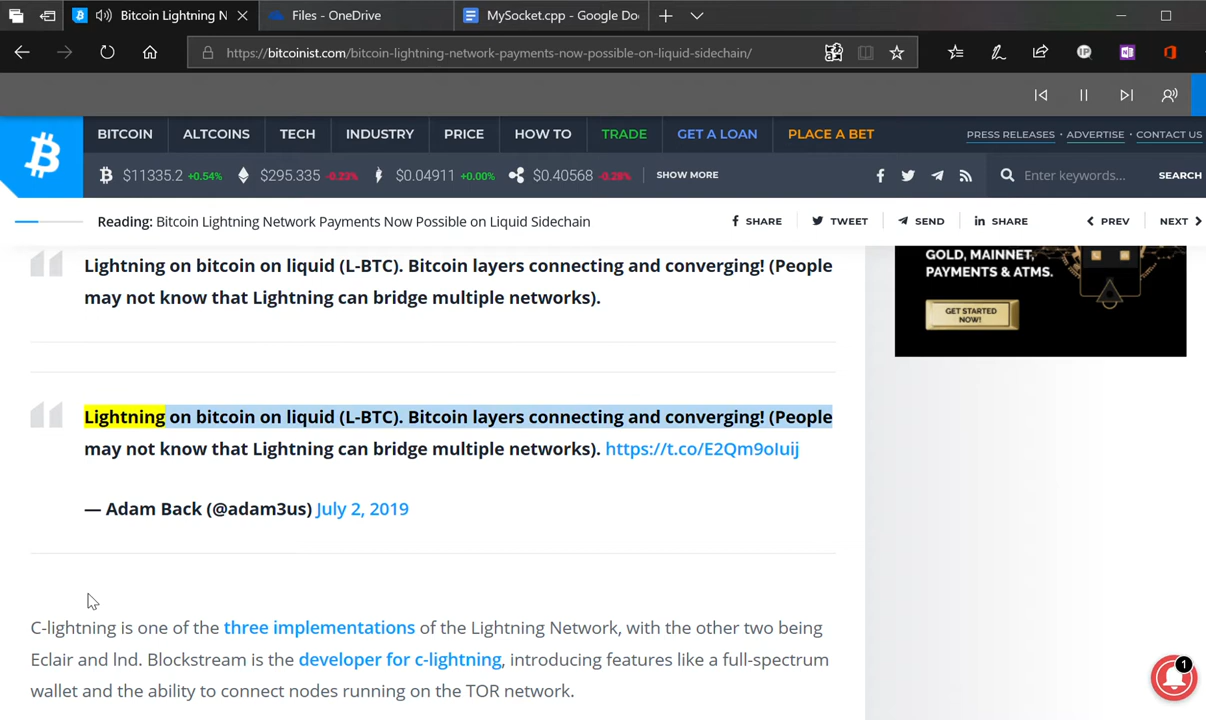 Bitcoin Lightning N
Files - OneDrive
MySocket.cpp - Google Do
https://bitcoinist.com/bitcoin-lightning-network-payments-now-possible-on-liquid-sidechain/
BITCOIN ALTCOINS TECH INDUSTRY PRICE HOW TO TRADE GET A LOAN PLACE A BET
PRESS RELEASES · ADVERTISE · CONTACT US
$11335.2 +0.54% $295.335 -0.23% $0.04911 +0.00% $0.40568 -0.28% SHOW MORE
Enter keywords... SEARCH
Reading: Bitcoin Lightning Network Payments Now Possible on Liquid Sidechain
SHARE TWEET SEND SHARE PREV NEXT
Lightning on bitcoin on liquid (L-BTC). Bitcoin layers connecting and converging! (People
may not know that Lightning can bridge multiple networks).
GOLD, MAINNET,
PAYMENTS & ATMS.
GET STARTED
NOW!
Lightning on bitcoin on liquid (L-BTC). Bitcoin layers connecting and converging! (People
may not know that Lightning can bridge multiple networks). https://t.co/E2Qm9oIuij
— Adam Back (@adam3us) July 2, 2019
C-lightning is one of the three implementations of the Lightning Network, with the other two being
Eclair and lnd. Blockstream is the developer for c-lightning, introducing features like a full-spectrum
wallet and the ability to connect nodes running on the TOR network.
1